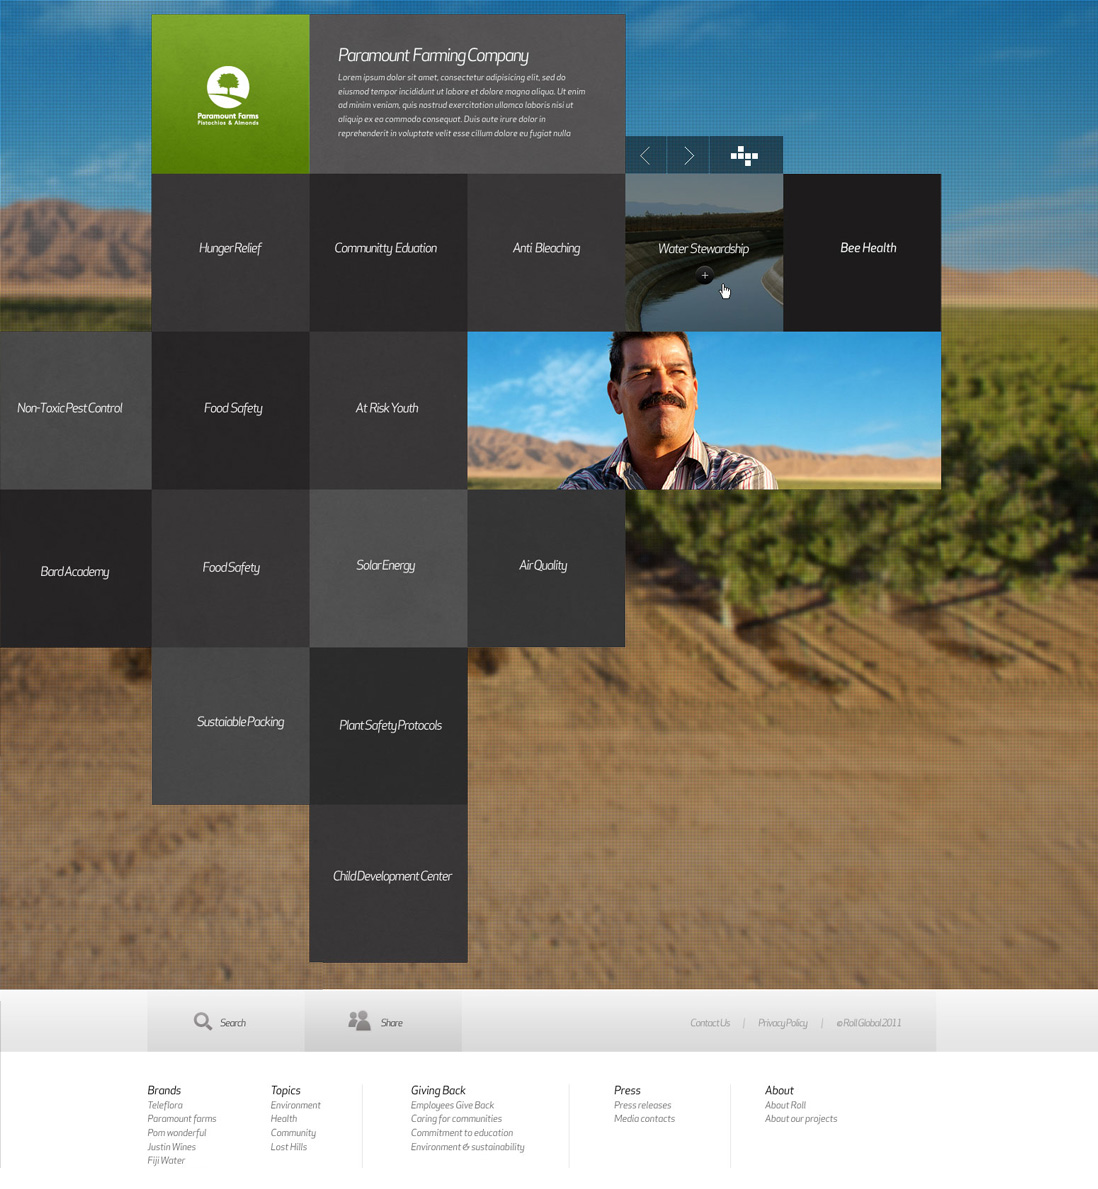 Paramount Farms
Pistachios & Almonds
Paramount Farming Company
Lorem ipsum dolor sit amet, consectetur adipisicing elit, sed do
eiusmod tempor incididunt ut labore et dolore magna aliqua. Ut enim
ad minim veniam, quis nostrud exercitation ullamco laboris nisi ut
aliquip ex ea commodo consequat. Duis aute irure dolor in
reprehenderit in voluptate velit esse cillum dolore eu fugiat nulla
Hunger Relief
Communitty Eduation
Anti Bleaching
Water Stewardship
Bee Health
Non-Toxic Pest Control
Food Safety
At Risk Youth
Bard Academy
Food Safety
Solar Energy
Air Quality
Sustaiable Packing
Plant Safety Protocols
Child Development Center
Search
Share
Contact Us | Privacy Policy | © Roll Global 2011
Brands
Teleflora
Paramount farms
Pom wonderful
Justin Wines
Fiji Water
Topics
Environment
Health
Community
Lost Hills
Giving Back
Employees Give Back
Caring for communities
Commitment to education
Environment & sustainability
Press
Press releases
Media contacts
About
About Roll
About our projects